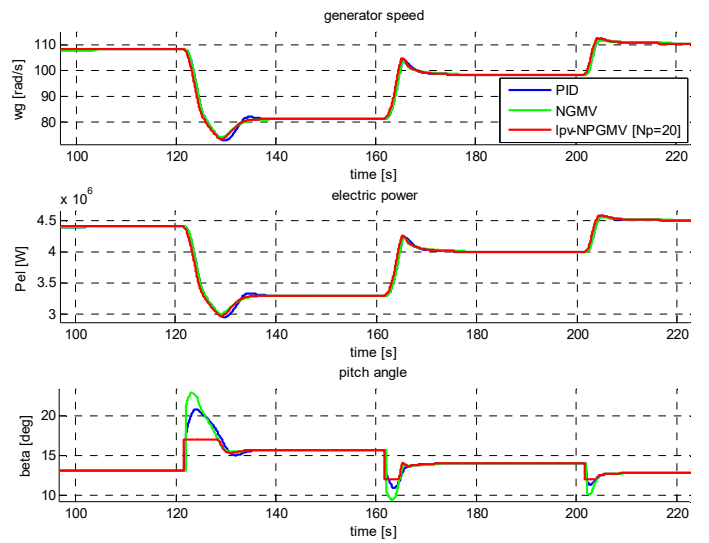 generator speed
110
100
90
80
wg [rad/s]
PID
NGMV
lpv-NPGMV [Np=20]
100 120 140 160 180 200 220
time [s]
electric power
x 10^6
4.5
4
3.5
3
Pel [W]
100 120 140 160 180 200 220
time [s]
pitch angle
20
15
10
beta [deg]
100 120 140 160 180 200 220
time [s]